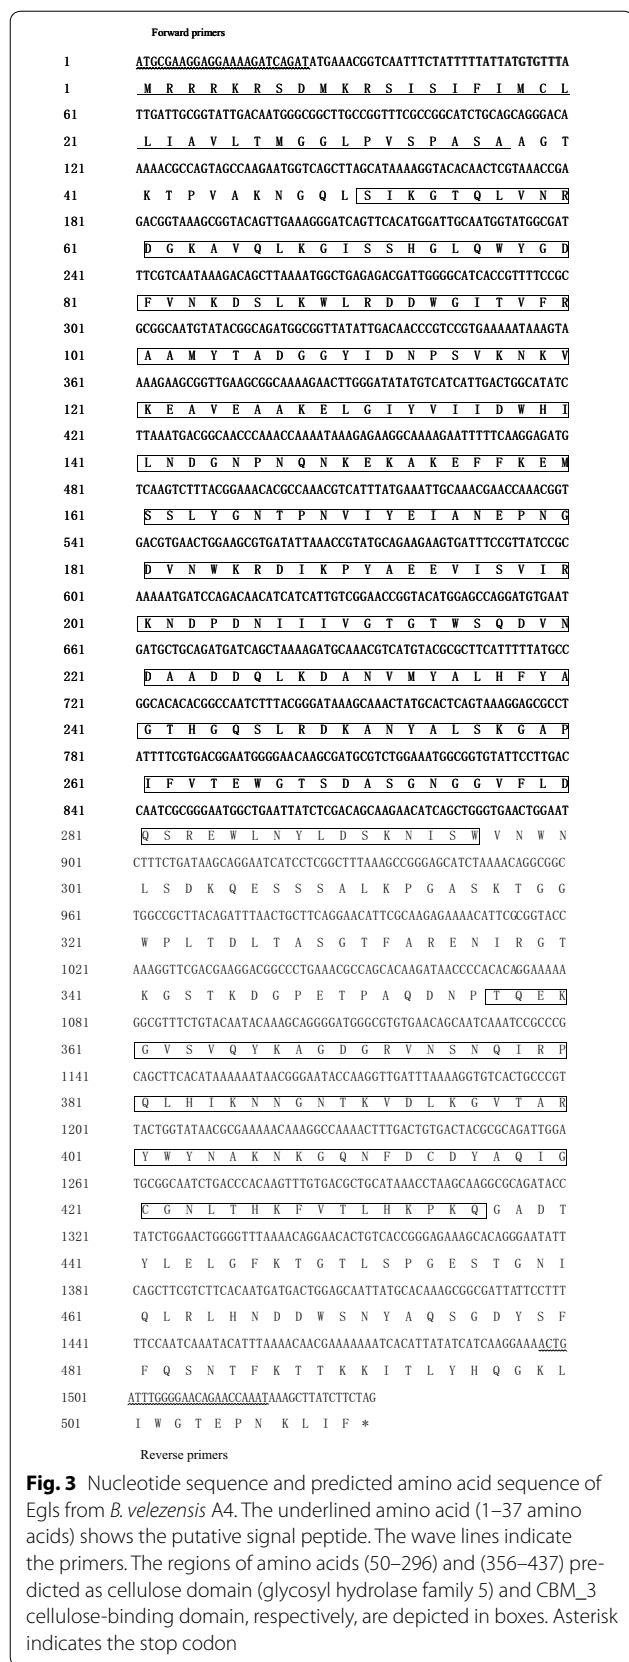 Forward primers
1 ATGCGAAGGAGGAAAAGATCAGATATGAAACGGTCAATTTCTATTTTTATTATGTGTTTA
1 M R R R K R S D M K R S I S I F I M C L
61 TTGATTGCGGTATTGACAATGGGCGGCTTGCCGGTTTCGCCGGCATCTGCAGCAGGGACA
21 L I A V L T M G G L P V S P A S A A G T
121 AAAACGCCAGTAGCCAAGAATGGTCAGCTTAGCATAAAAGGTACACAACTCGTAAACCGA
41 K T P V A K N G Q L S I K G T Q L V N R
181 GACGGTAAAGCGGTACAGTTGAAAGGGATCAGTTCACATGGATTGCAATGGTATGGCGAT
61 D G K A V Q L K G I S S H G L Q W Y G D
241 TTCGTCAATAAAGACAGCTTAAAATGGCTGAGAGACGATTGGGGCATCACCGTTTTCCGC
81 F V N K D S L K W L R D D W G I T V F R
301 GCGGCAATGTATACGGCAGATGGCGGTTATATTGACAACCCGTCCGTGAAAAATAAAGTA
101 A A M Y T A D G G Y I D N P S V K N K V
361 AAAGAAGCGGTTGAAGCGGCAAAAGAACTTGGGATATATGTCATCATTGACTGGCATATC
121 K E A V E A A K E L G I Y V I I D W H I
421 TTAAATGACGGCAACCCAAACCAAAATAAAGAGAAGGCAAAAGAATTTTTCAAGGAGATG
141 L N D G N P N Q N K E K A K E F F K E M
481 TCAAGTCTTTACGGAAACACGCCAAACGTCATTTATGAAATTGCAAACGAACCAAACGGT
161 S S L Y G N T P N V I Y E I A N E P N G
541 GACGTGAACTGGAAGCGTGATATTAAACCGTATGCAGAAGAAGTGATTTCCGTTATCCGC
181 D V N W K R D I K P Y A E E V I S V I R
601 AAAAATGATCCAGACAACATCATCATTGTCGGAACCGGTACATGGAGCCAGGATGTGAAT
201 K N D P D N I I I V G T G T W S Q D V N
661 GATGCTGCAGATGATCAGCTAAAAGATGCAAACGTCATGTACGCGCTTCATTTTTATGCC
221 D A A D D Q L K D A N V M Y A L H F Y A
721 GGCACACACGGCCAATCTTTACGGGATAAAGCAAACTATGCACTCAGTAAAGGAGCGCCT
241 G T H G Q S L R D K A N Y A L S K G A P
781 ATTTTCGTGACGGAATGGGGAACAAGCGATGCGTCTGGAAATGGCGGTGTATTCCTTGAC
261 I F V T E W G T S D A S G N G G V F L D
841 CAATCGCGGGAATGGCTGAATTATCTCGACAGCAAGAACATCAGCTGGGTGAACTGGAAT
281 Q S R E W L N Y L D S K N I S W V N W N
901 CTTTCTGATAAGCAGGAATCATCCTCGGCTTTAAAGCCGGGAGCATCTAAAACAGGCGGC
301 L S D K Q E S S S A L K P G A S K T G G
961 TGGCCGCTTACAGATTTAACTGCTTCAGGAACATTCGCAAGAGAAAACATTCGCGGTACC
321 W P L T D L T A S G T F A R E N I R G T
1021 AAAGGTTCGACGAAGGACGGCCCTGAAACGCCAGCACAAGATAACCCCACACAGGAAAAA
341 K G S T K D G P E T P A Q D N P T Q E K
1081 GGCGTTTCTGTACAATACAAAGCAGGGGATGGGCGTGTGAACAGCAATCAAATCCGCCCG
361 G V S V Q Y K A G D G R V N S N Q I R P
1141 CAGCTTCACATAAAAAATAACGGGAATACCAAGGTTGATTTAAAAGGTGTCACTGCCCGT
381 Q L H I K N N G N T K V D L K G V T A R
1201 TACTGGTATAACGCGAAAAACAAAGGCCAAAACTTTGACTGTGACTACGCGCAGATTGGA
401 Y W Y N A K N K G Q N F D C D Y A Q I G
1261 TGCGGCAATCTGACCCACAAGTTTGTGACGCTGCATAAACCTAAGCAAGGCGCAGATACC
421 C G N L T H K F V T L H K P K Q G A D T
1321 TATCTGGAACTGGGGTTTAAAACAGGAACACTGTCACCGGGAGAAAGCACAGGGAATATT
441 Y L E L G F K T G T L S P G E S T G N I
1381 CAGCTTCGTCTTCACAATGATGACTGGAGCAATTATGCACAAAGCGGCGATTATTCCTTT
461 Q L R L H N D D W S N Y A Q S G D Y S F
1441 TTCCAATCAAATACATTTAAAACAACGAAAAAAATCACATTATATCATCAAGGAAAACTG
481 F Q S N T F K T T K K I T L Y H Q G K L
1501 ATTTGGGGAACAGAACCAAATAAAGCTTATCTTCTAG
501 I W G T E P N K L I F *
Reverse primers
Fig. 3 Nucleotide sequence and predicted amino acid sequence of
Egls from B. velezensis A4. The underlined amino acid (1–37 amino
acids) shows the putative signal peptide. The wave lines indicate
the primers. The regions of amino acids (50–296) and (356–437) pre-
dicted as cellulose domain (glycosyl hydrolase family 5) and CBM_3
cellulose-binding domain, respectively, are depicted in boxes. Asterisk
indicates the stop codon